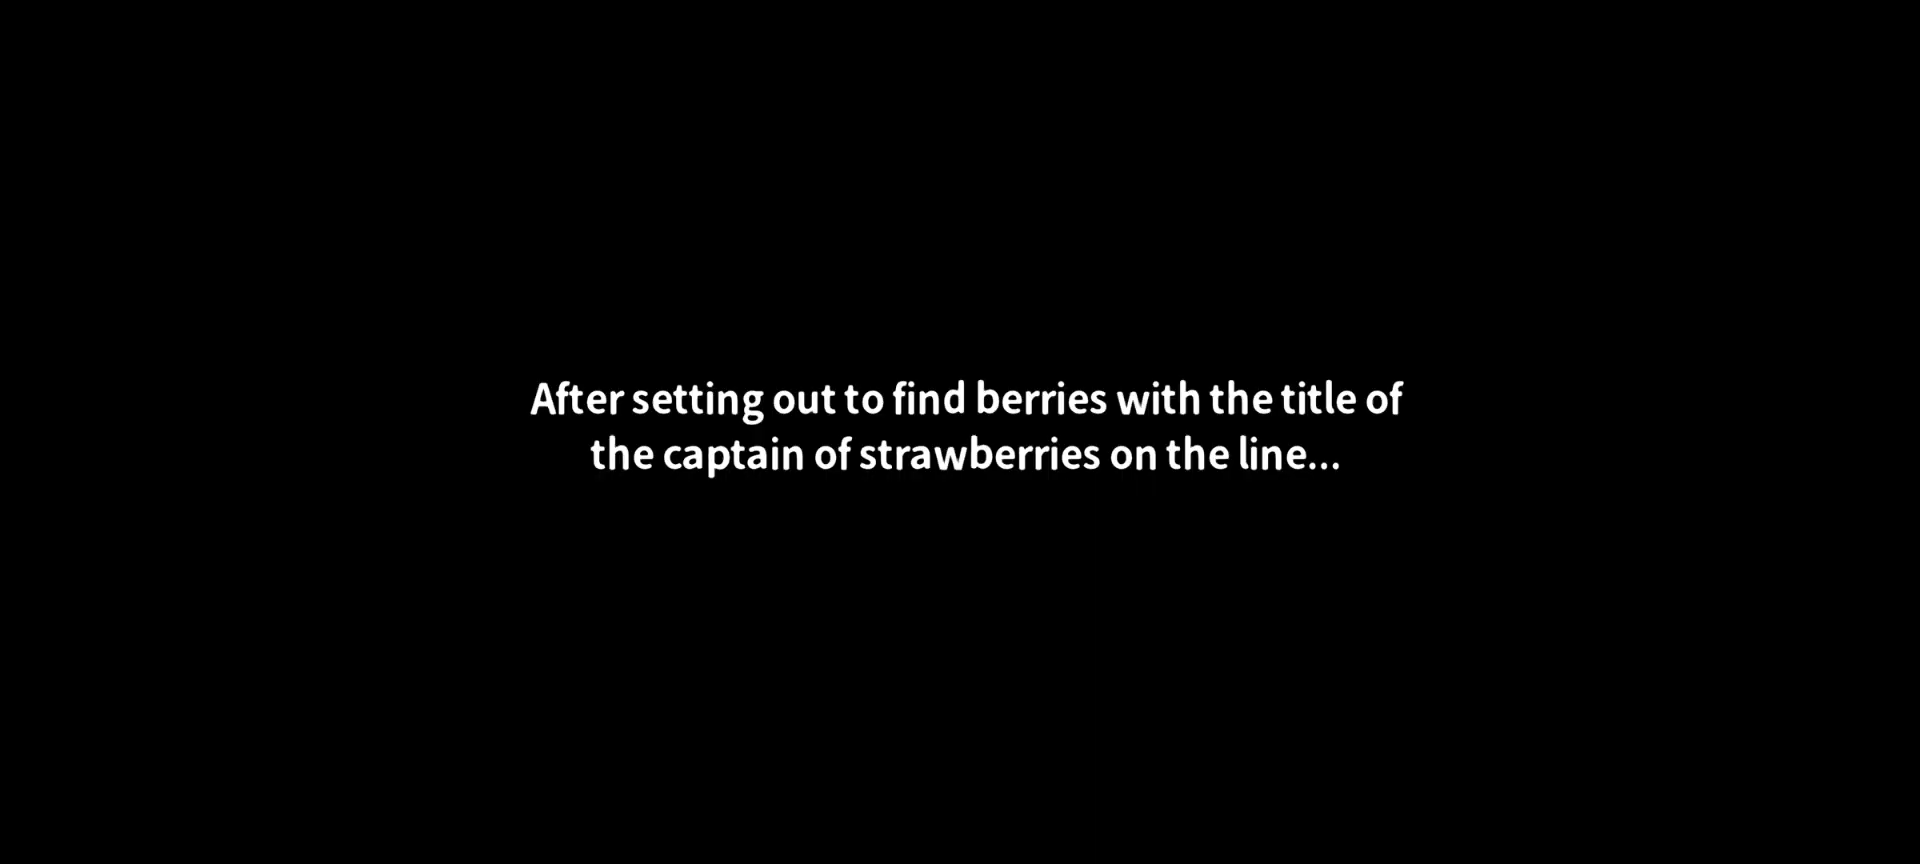 After setting out to find berries with the title of
the captain of strawberries on the line...